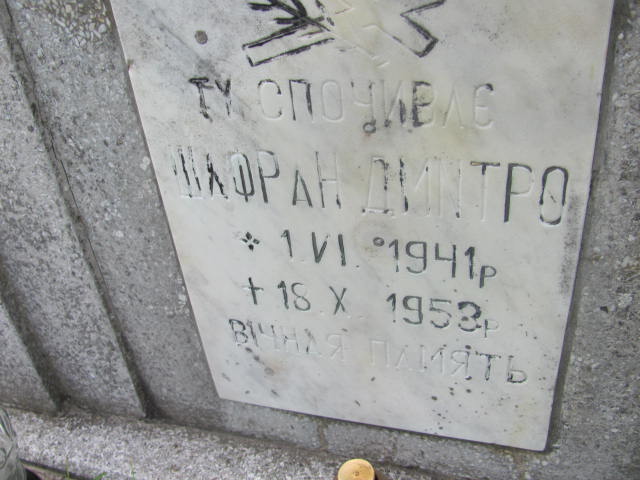 ТУ СПОЧИВАЄ
ШАФРАН ДМИТРО
* 1. VI. 1941р
+ 18. X. 1953р
ВІЧНАЯ ПАМЯТЬ